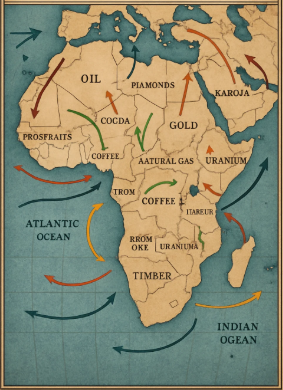 OIL
PIAMONDS
KAROJA
COCDA
GOLD
PROSFRAITS
COFFEE
AATURAL GAS
URANIUM
TROM
COFFEE 1
ITAREUR
ATLANTIC
OCEAN
RROM
OKE
URANIUMA
TIMBER
INDIAN
OGEAN